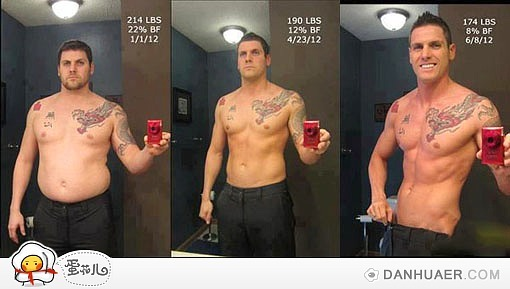 214 LBS
22% BF
1/1/12
190 LBS
12% BF
4/23/12
174 LBS
8% BF
6/8/12
蛋花儿
DANHUAER.COM